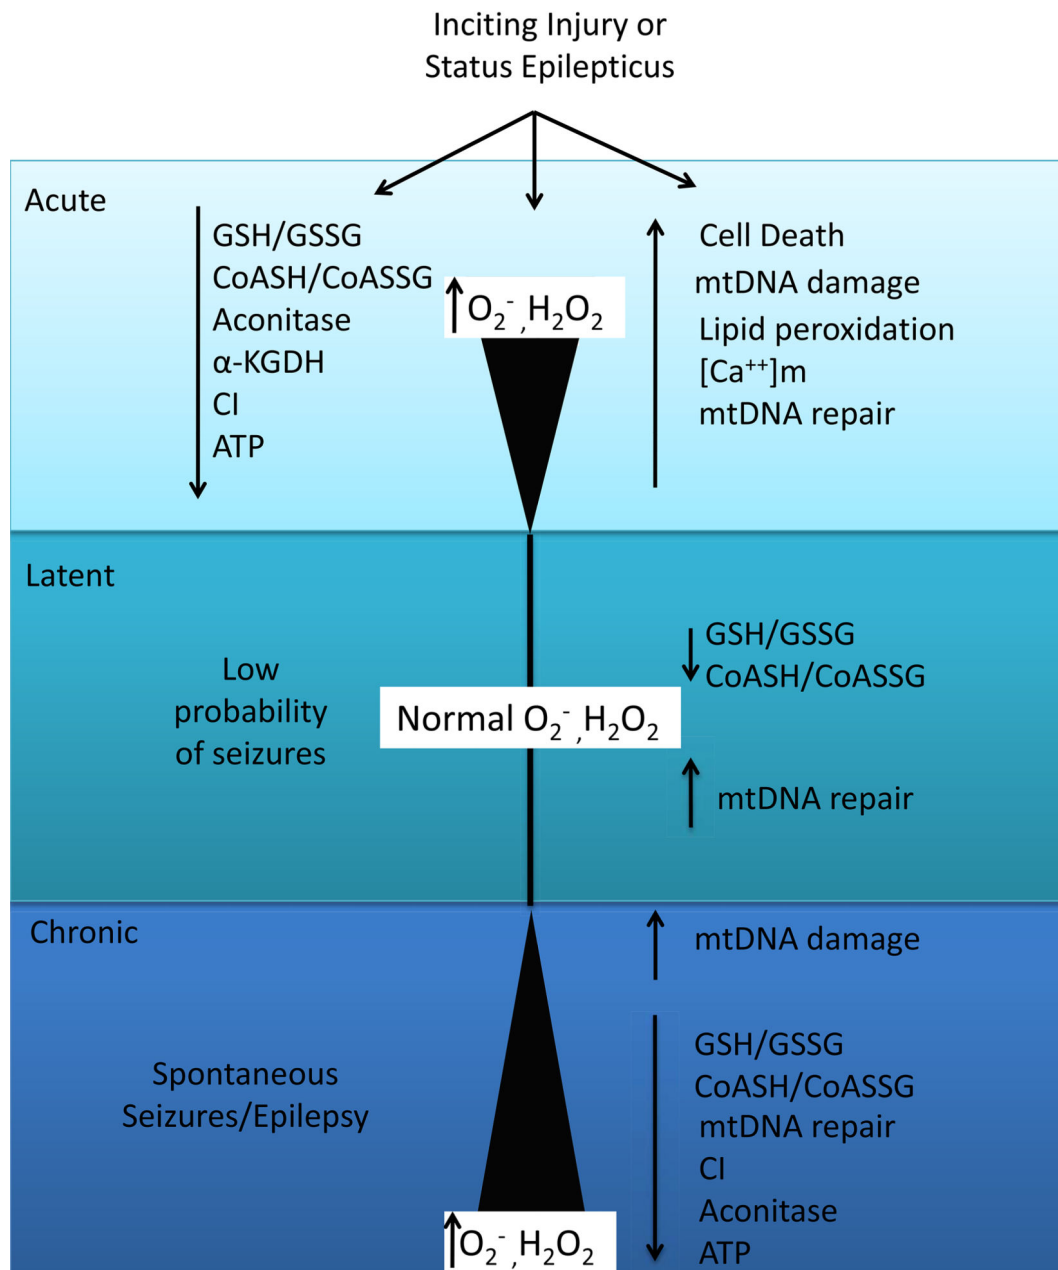 Inciting Injury or
Status Epilepticus
Acute
GSH/GSSG
CoASH/CoASSG
Aconitase
α-KGDH
CI
ATP
O₂⁻,H₂O₂
Cell Death
mtDNA damage
Lipid peroxidation
[Ca⁺⁺]m
mtDNA repair
Latent
Low
probability
of seizures
Normal O₂⁻,H₂O₂
GSH/GSSG
CoASH/CoASSG
mtDNA repair
Chronic
Spontaneous
Seizures/Epilepsy
O₂⁻,H₂O₂
mtDNA damage
GSH/GSSG
CoASH/CoASSG
mtDNA repair
CI
Aconitase
ATP